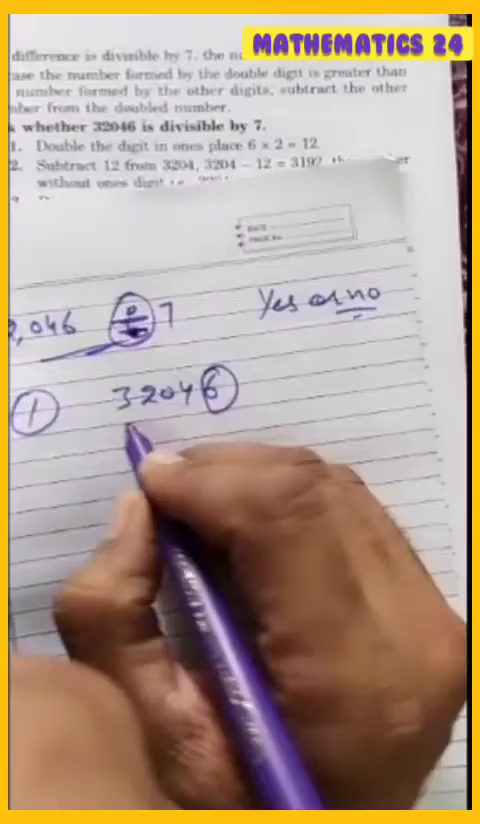 MATHEMATICS 24
difference is divisible by 7, the
the number formed by the double digit is greater than
number formed by the other digits, subtract the other
from the doubled number.
whether 32046 is divisible by 7.
1. Double the digit in ones place 6 × 2 = 12
2. Subtract 12 from 3204, 3204 − 12 = 3192
without ones digit
DATE
PAGE No.
,046 ÷ 7 Yes or no
1 32046